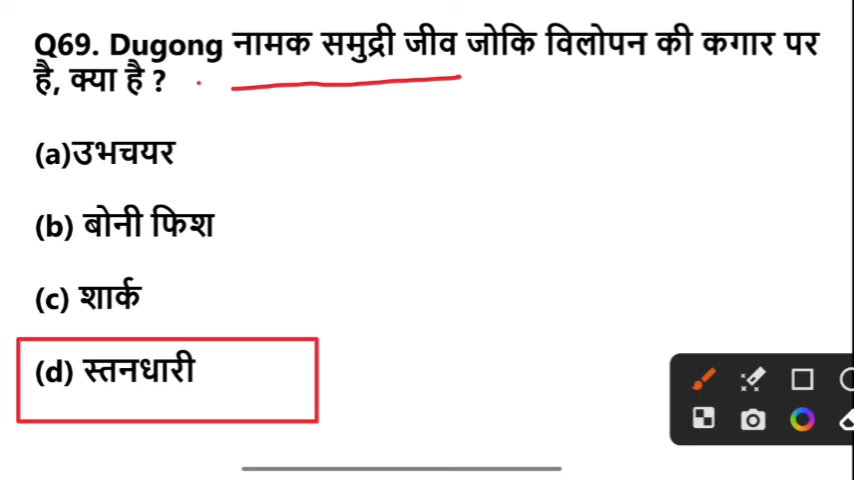 Q69. Dugong नामक समुद्री जीव जोकि विलोपन की कगार पर
है, क्या है ?
(a)उभचयर
(b) बोनी फिश
(c) शार्क
(d) स्तनधारी